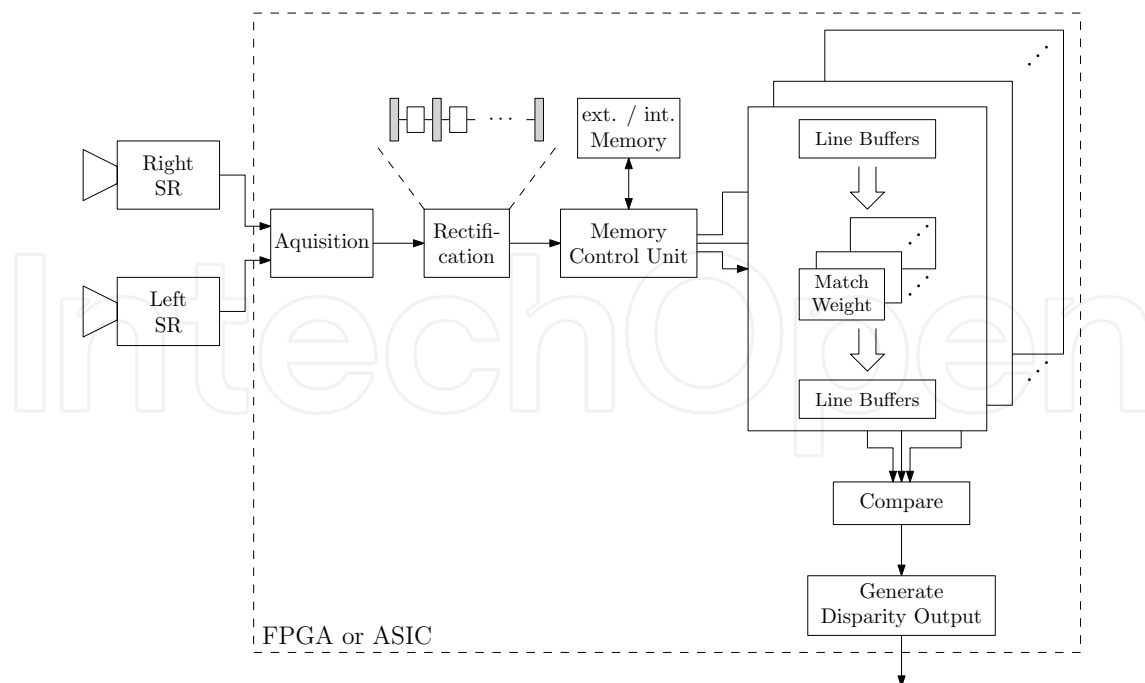 Right
SR
Left
SR
Aquisition
Rectifi-
cation
ext. / int.
Memory
Memory
Control Unit
Line Buffers
Match
Weight
Line Buffers
Compare
Generate
Disparity Output
FPGA or ASIC
IntechOpen